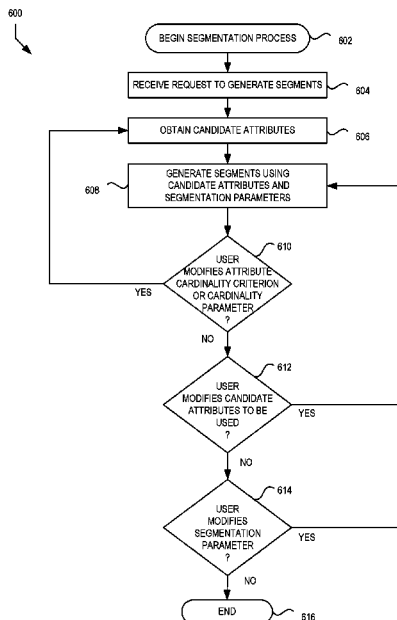 600
BEGIN SEGMENTATION PROCESS
602
RECEIVE REQUEST TO GENERATE SEGMENTS
604
OBTAIN CANDIDATE ATTRIBUTES
606
GENERATE SEGMENTS USING
CANDIDATE ATTRIBUTES AND
SEGMENTATION PARAMETERS
608
610
USER
MODIFIES ATTRIBUTE
CARDINALITY CRITERION
OR CARDINALITY
PARAMETER
?
YES
NO
612
USER
MODIFIES CANDIDATE
ATTRIBUTES TO BE
USED
?
YES
NO
614
USER
MODIFIES
SEGMENTATION
PARAMETER
?
YES
NO
END
616